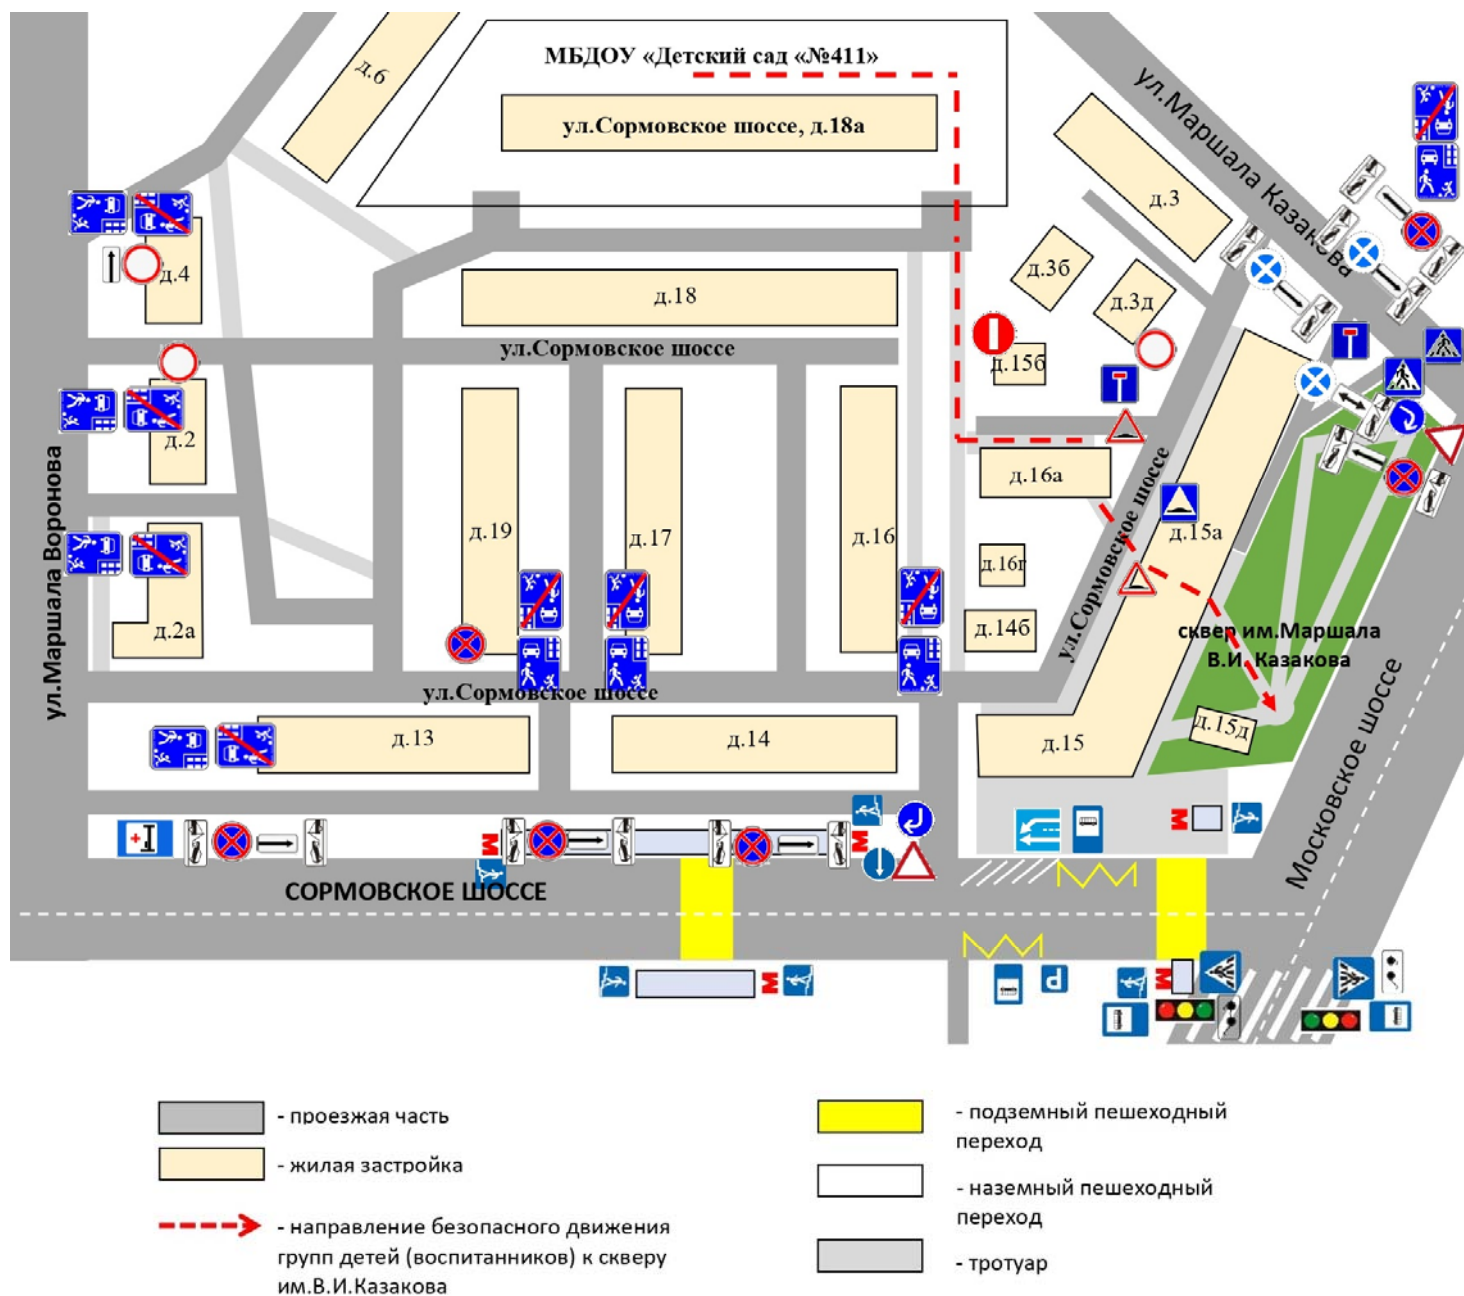 МБДОУ «Детский сад «№411»
д.6
ул.Сормовское шоссе, д.18а
ул.Маршала Казакова
д.3
д.3б
д.3д
д.4
д.18
ул.Сормовское шоссе
д.15б
д.2
д.16а
ул.Маршала Воронова
д.19
д.17
д.16
д.15а
ул.Сормовское шоссе
д.16г
д.2а
д.14б
сквер им.Маршала
В.И. Казакова
ул.Сормовское шоссе
д.13
д.14
д.15
д.15д
Московское шоссе
М
М
М
СОРМОВСКОЕ ШОССЕ
М
М
Р
- проезжая часть
- жилая застройка
- направление безопасного движения
групп детей (воспитанников) к скверу
им.В.И.Казакова
- подземный пешеходный
переход
- наземный пешеходный
переход
- тротуар